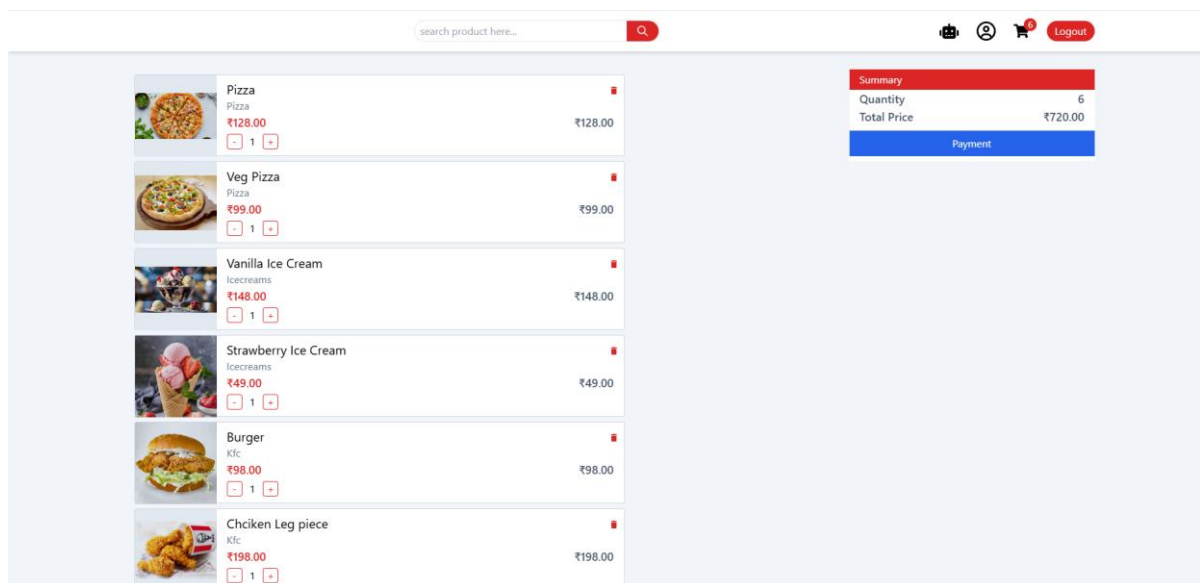 search product here...
6
Logout
Pizza
Pizza
₹128.00
₹128.00
- 1 +
Veg Pizza
Pizza
₹99.00
₹99.00
- 1 +
Vanilla Ice Cream
Icecreams
₹148.00
₹148.00
- 1 +
Strawberry Ice Cream
Icecreams
₹49.00
₹49.00
- 1 +
Burger
Kfc
₹98.00
₹98.00
- 1 +
Chciken Leg piece
Kfc
₹198.00
₹198.00
- 1 +
Summary
Quantity 6
Total Price ₹720.00
Payment